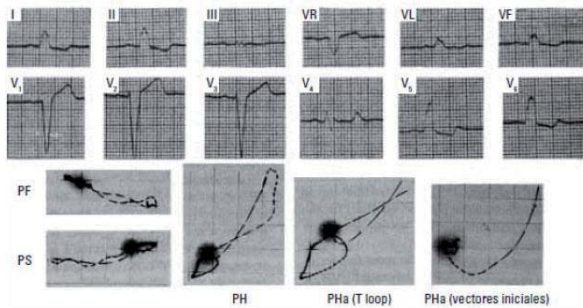 I II III VR VL VF
V1 V2 V3 V4 V5 V6
PF
PS
PH PHa (T loop) PHa (vectores iniciales)